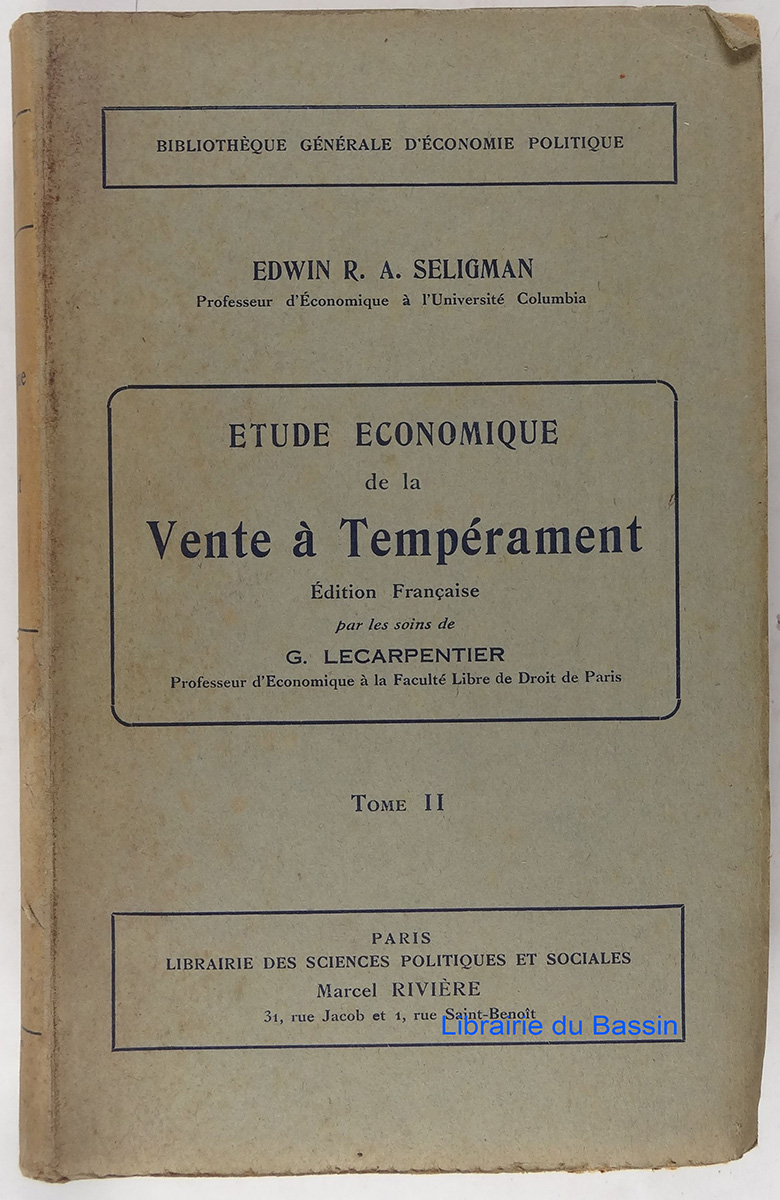 BIBLIOTHÈQUE GÉNÉRALE D'ÉCONOMIE POLITIQUE
EDWIN R. A. SELIGMAN
Professeur d'Économique à l'Université Columbia
ETUDE ECONOMIQUE
de la
Vente à Tempérament
Édition Française
par les soins de
G. LECARPENTIER
Professeur d'Economique à la Faculté Libre de Droit de Paris
TOME II
PARIS
LIBRAIRIE DES SCIENCES POLITIQUES ET SOCIALES
Marcel RIVIÈRE
31, rue Jacob et 1, rue Saint-Benoît
Librairie du Bassin